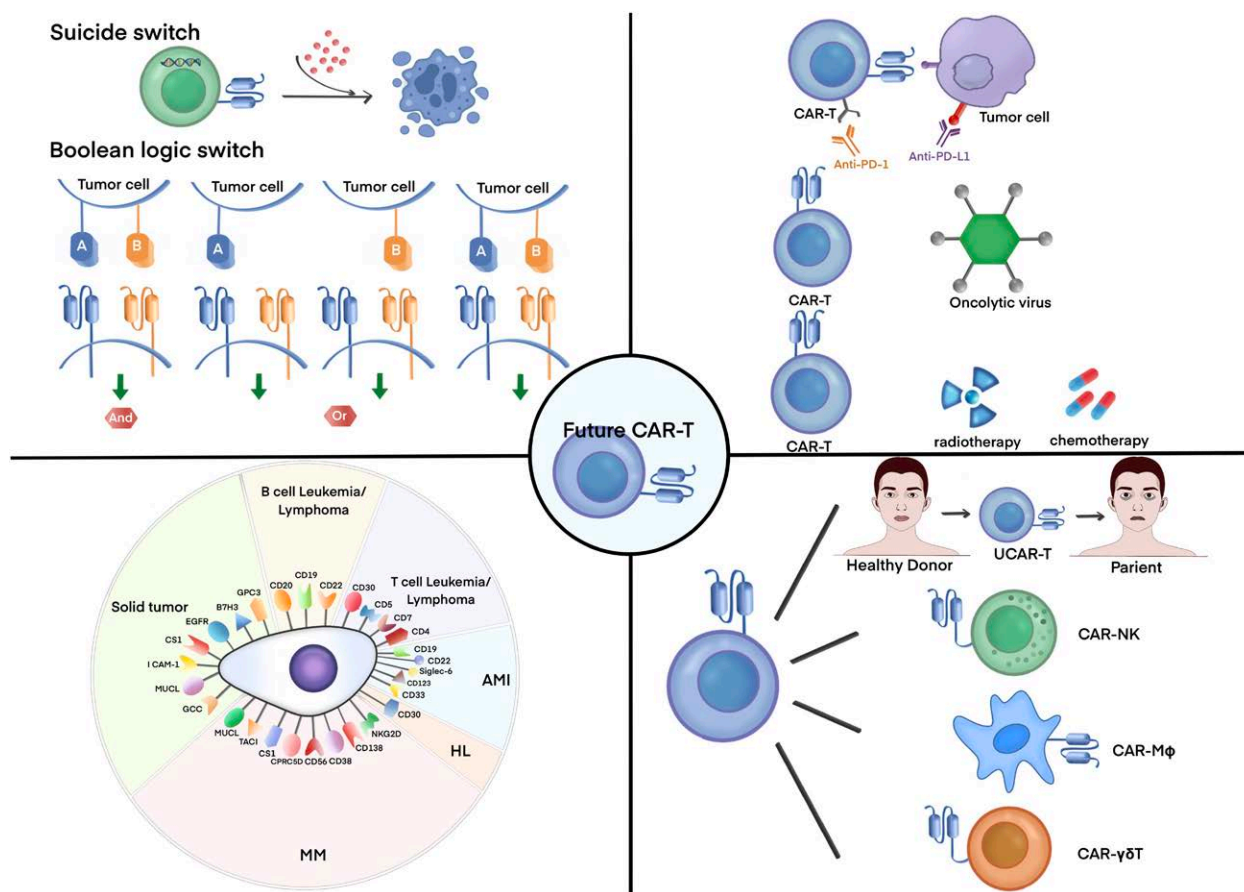 Suicide switch
Boolean logic switch
Tumor cell
Tumor cell
Tumor cell
Tumor cell
A
B
A
B
A
B
And
Or
CAR-T
Tumor cell
Anti-PD-1
Anti-PD-L1
CAR-T
Oncolytic virus
CAR-T
radiotherapy
chemotherapy
Future CAR-T
B cell Leukemia/
Lymphoma
T cell Leukemia/
Lymphoma
Solid tumor
AMI
HL
MM
GCC
MUCL
I CAM-1
CS1
EGFR
B7H3
GPC3
CD20
CD19
CD22
CD30
CD5
CD7
CD4
CD19
CD22
Siglec-6
CD123
CD33
CD30
NKG2D
CD138
CD38
CD56
CPRC5D
CS1
TACI
MUCL
Healthy Donor
UCAR-T
Parient
CAR-NK
CAR-Mϕ
CAR-γδT